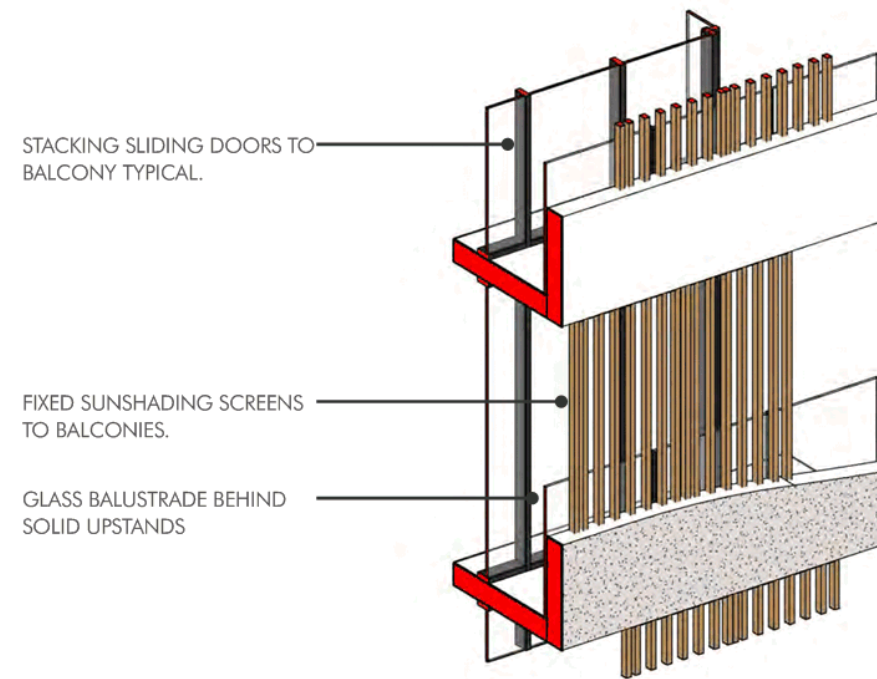 STACKING SLIDING DOORS TO
BALCONY TYPICAL.
FIXED SUNSHADING SCREENS
TO BALCONIES.
GLASS BALUSTRADE BEHIND
SOLID UPSTANDS